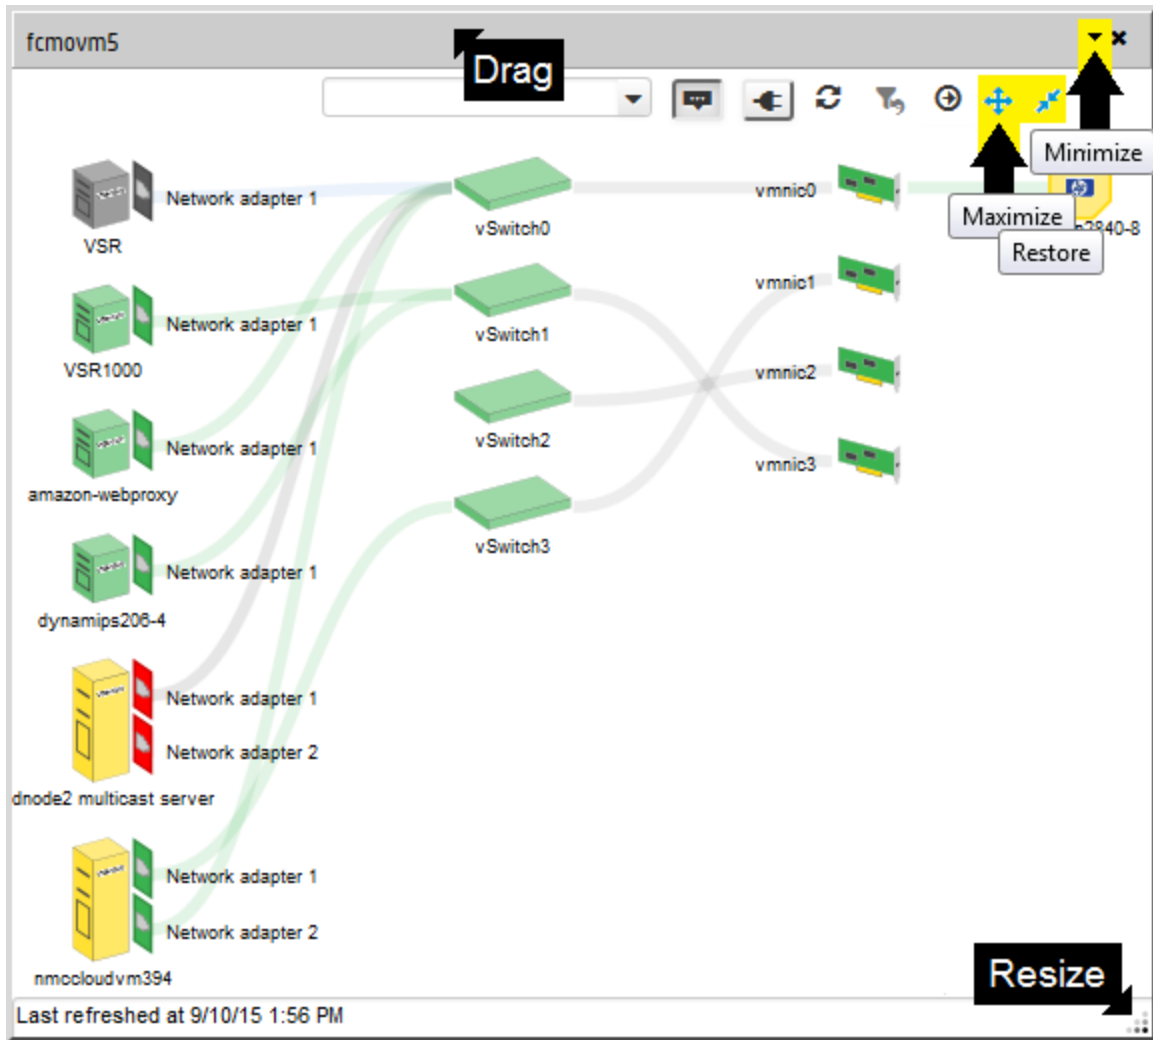 fcmovm5
Drag
Minimize
Maximize
Restore
Network adapter 1
VSR
vSwitch0
vmnic0
2840-8
Network adapter 1
VSR1000
vSwitch1
vmnic1
Network adapter 1
amazon-webproxy
vSwitch2
vmnic2
Network adapter 1
dynamips206-4
vSwitch3
vmnic3
Network adapter 1
Network adapter 2
dnode2 multicast server
Network adapter 1
Network adapter 2
nmccloudvm394
Resize
Last refreshed at 9/10/15 1:56 PM